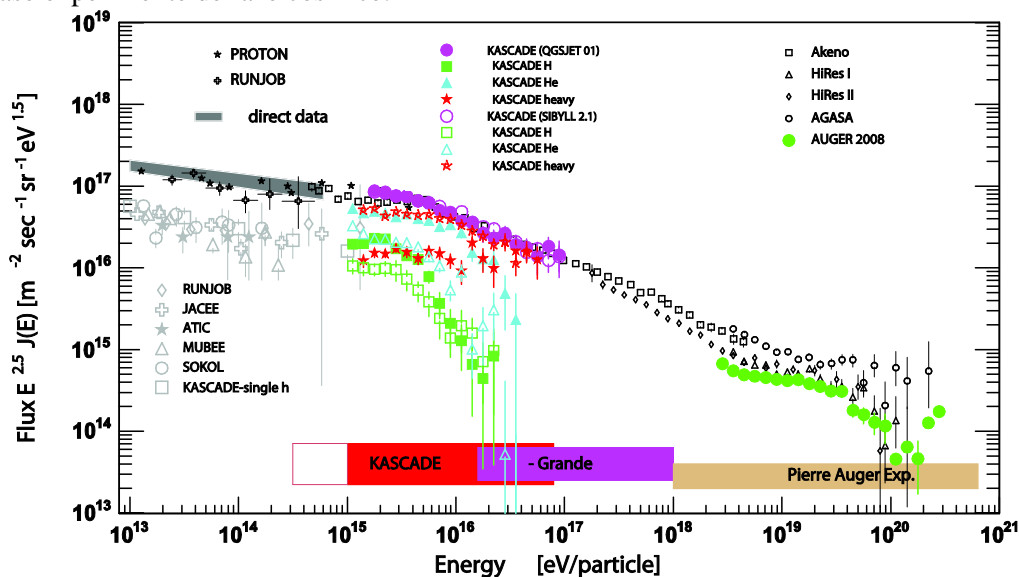 10^19
10^18
10^17
10^16
10^15
10^14
10^13
Flux E^2.5 J(E) [m^-2 sec^-1 sr^-1 eV^1.5]
PROTON
RUNJOB
direct data
KASCADE (QGSJET 01)
KASCADE H
KASCADE He
KASCADE heavy
KASCADE (SIBYLL 2.1)
KASCADE H
KASCADE He
KASCADE heavy
Akeno
HiRes I
HiRes II
AGASA
AUGER 2008
RUNJOB
JACEE
ATIC
MUBEE
SOKOL
KASCADE-single h
KASCADE
- Grande
Pierre Auger Exp.
10^13 10^14 10^15 10^16 10^17 10^18 10^19 10^20 10^21
Energy [eV/particle]